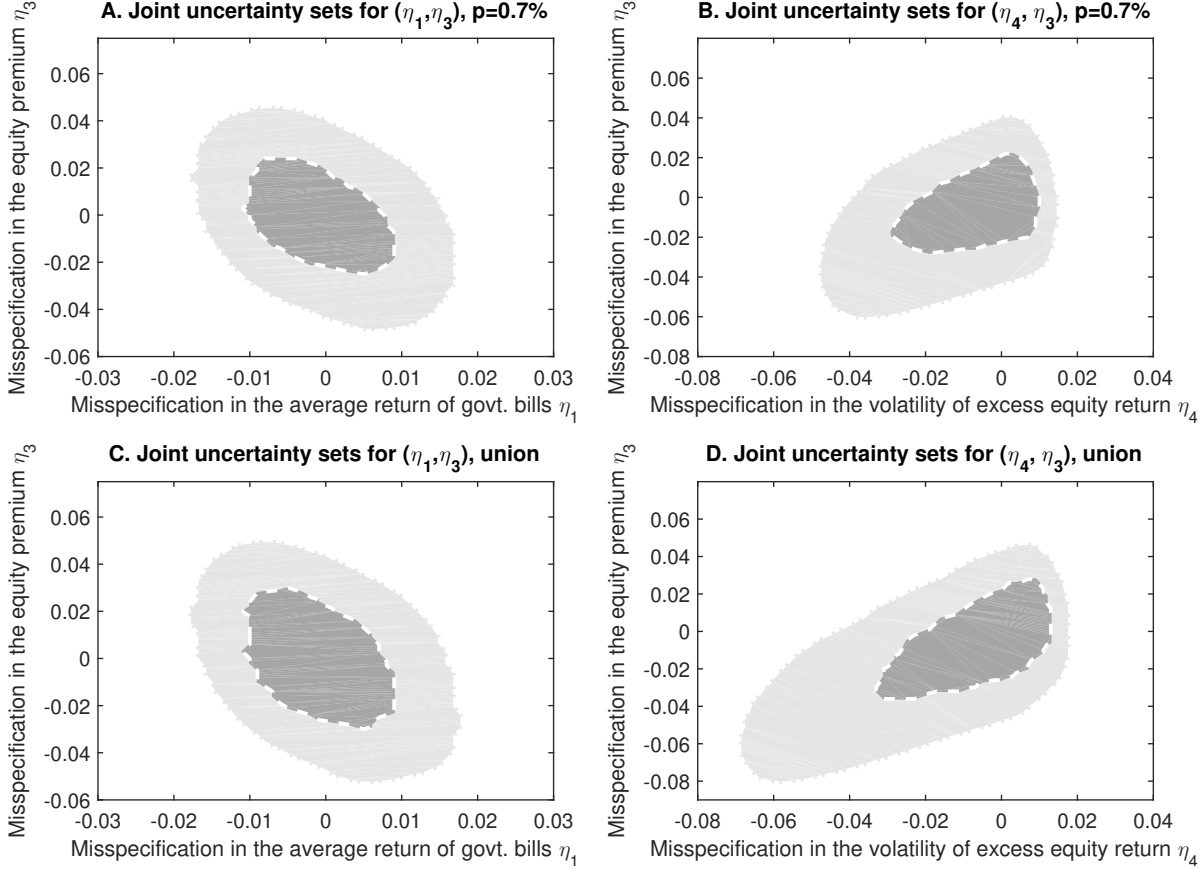 A. Joint uncertainty sets for (η₁,η₃), p=0.7%
Misspecification in the equity premium η₃
0.06
0.04
0.02
0
-0.02
-0.04
-0.06
-0.03 -0.02 -0.01 0 0.01 0.02 0.03
Misspecification in the average return of govt. bills η₁
B. Joint uncertainty sets for (η₄, η₃), p=0.7%
Misspecification in the equity premium η₃
0.06
0.04
0.02
0
-0.02
-0.04
-0.06
-0.08
-0.08 -0.06 -0.04 -0.02 0 0.02 0.04
Misspecification in the volatility of excess equity return η₄
C. Joint uncertainty sets for (η₁,η₃), union
Misspecification in the equity premium η₃
0.06
0.04
0.02
0
-0.02
-0.04
-0.06
-0.03 -0.02 -0.01 0 0.01 0.02 0.03
Misspecification in the average return of govt. bills η₁
D. Joint uncertainty sets for (η₄, η₃), union
Misspecification in the equity premium η₃
0.06
0.04
0.02
0
-0.02
-0.04
-0.06
-0.08
-0.08 -0.06 -0.04 -0.02 0 0.02 0.04
Misspecification in the volatility of excess equity return η₄